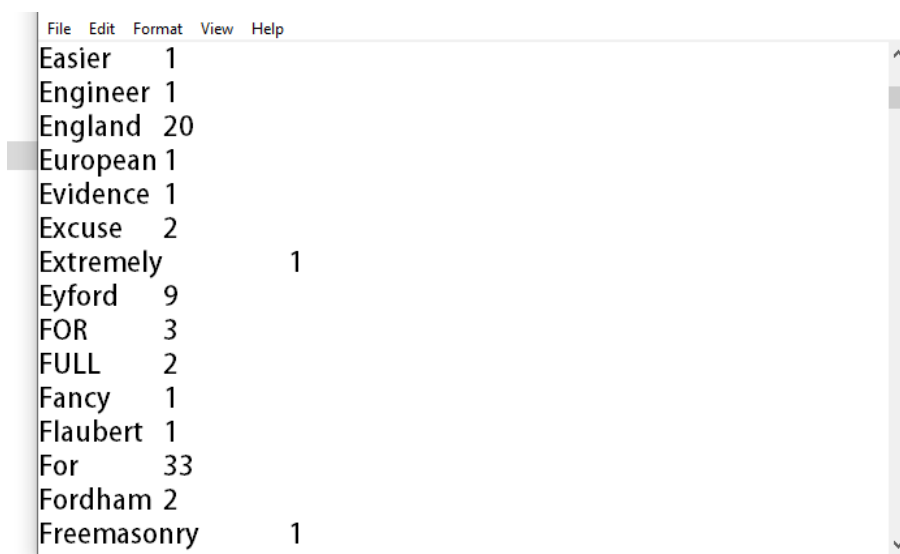 File Edit Format View Help
Easier 1
Engineer 1
England 20
European 1
Evidence 1
Excuse 2
Extremely 1
Eyford 9
FOR 3
FULL 2
Fancy 1
Flaubert 1
For 33
Fordham 2
Freemasonry 1